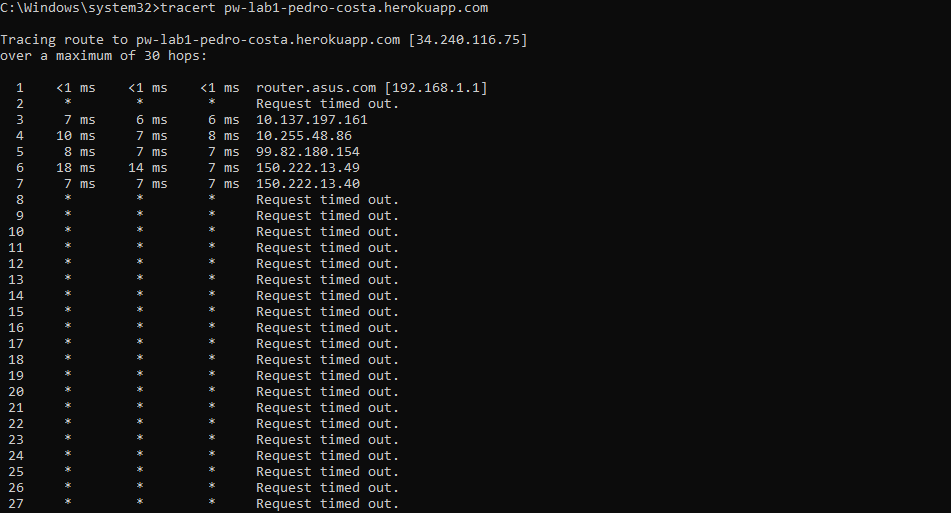 C:\Windows\system32>tracert pw-lab1-pedro-costa.herokuapp.com
Tracing route to pw-lab1-pedro-costa.herokuapp.com [34.240.116.75]
over a maximum of 30 hops:
1 <1 ms <1 ms <1 ms router.asus.com [192.168.1.1]
2 * * * Request timed out.
3 7 ms 6 ms 6 ms 10.137.197.161
4 10 ms 7 ms 8 ms 10.255.48.86
5 8 ms 7 ms 7 ms 99.82.180.154
6 18 ms 14 ms 7 ms 150.222.13.49
7 7 ms 7 ms 7 ms 150.222.13.40
8 * * * Request timed out.
9 * * * Request timed out.
10 * * * Request timed out.
11 * * * Request timed out.
12 * * * Request timed out.
13 * * * Request timed out.
14 * * * Request timed out.
15 * * * Request timed out.
16 * * * Request timed out.
17 * * * Request timed out.
18 * * * Request timed out.
19 * * * Request timed out.
20 * * * Request timed out.
21 * * * Request timed out.
22 * * * Request timed out.
23 * * * Request timed out.
24 * * * Request timed out.
25 * * * Request timed out.
26 * * * Request timed out.
27 * * * Request timed out.